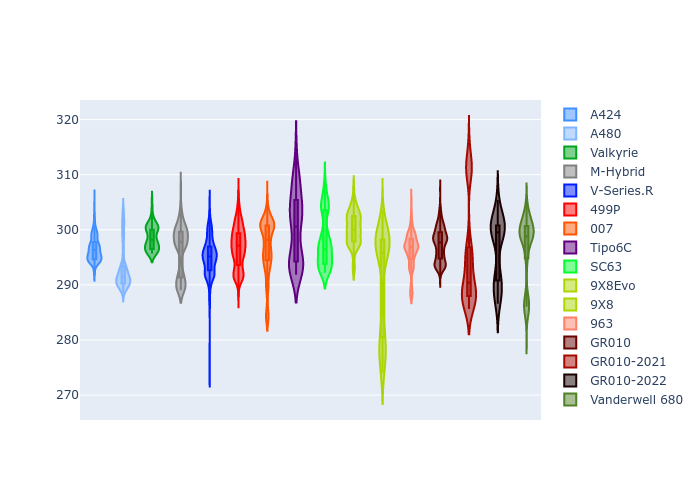 320
310
300
290
280
270
A424
A480
Valkyrie
M-Hybrid
V-Series.R
499P
007
Tipo6C
SC63
9X8Evo
9X8
963
GR010
GR010-2021
GR010-2022
Vanderwell 680